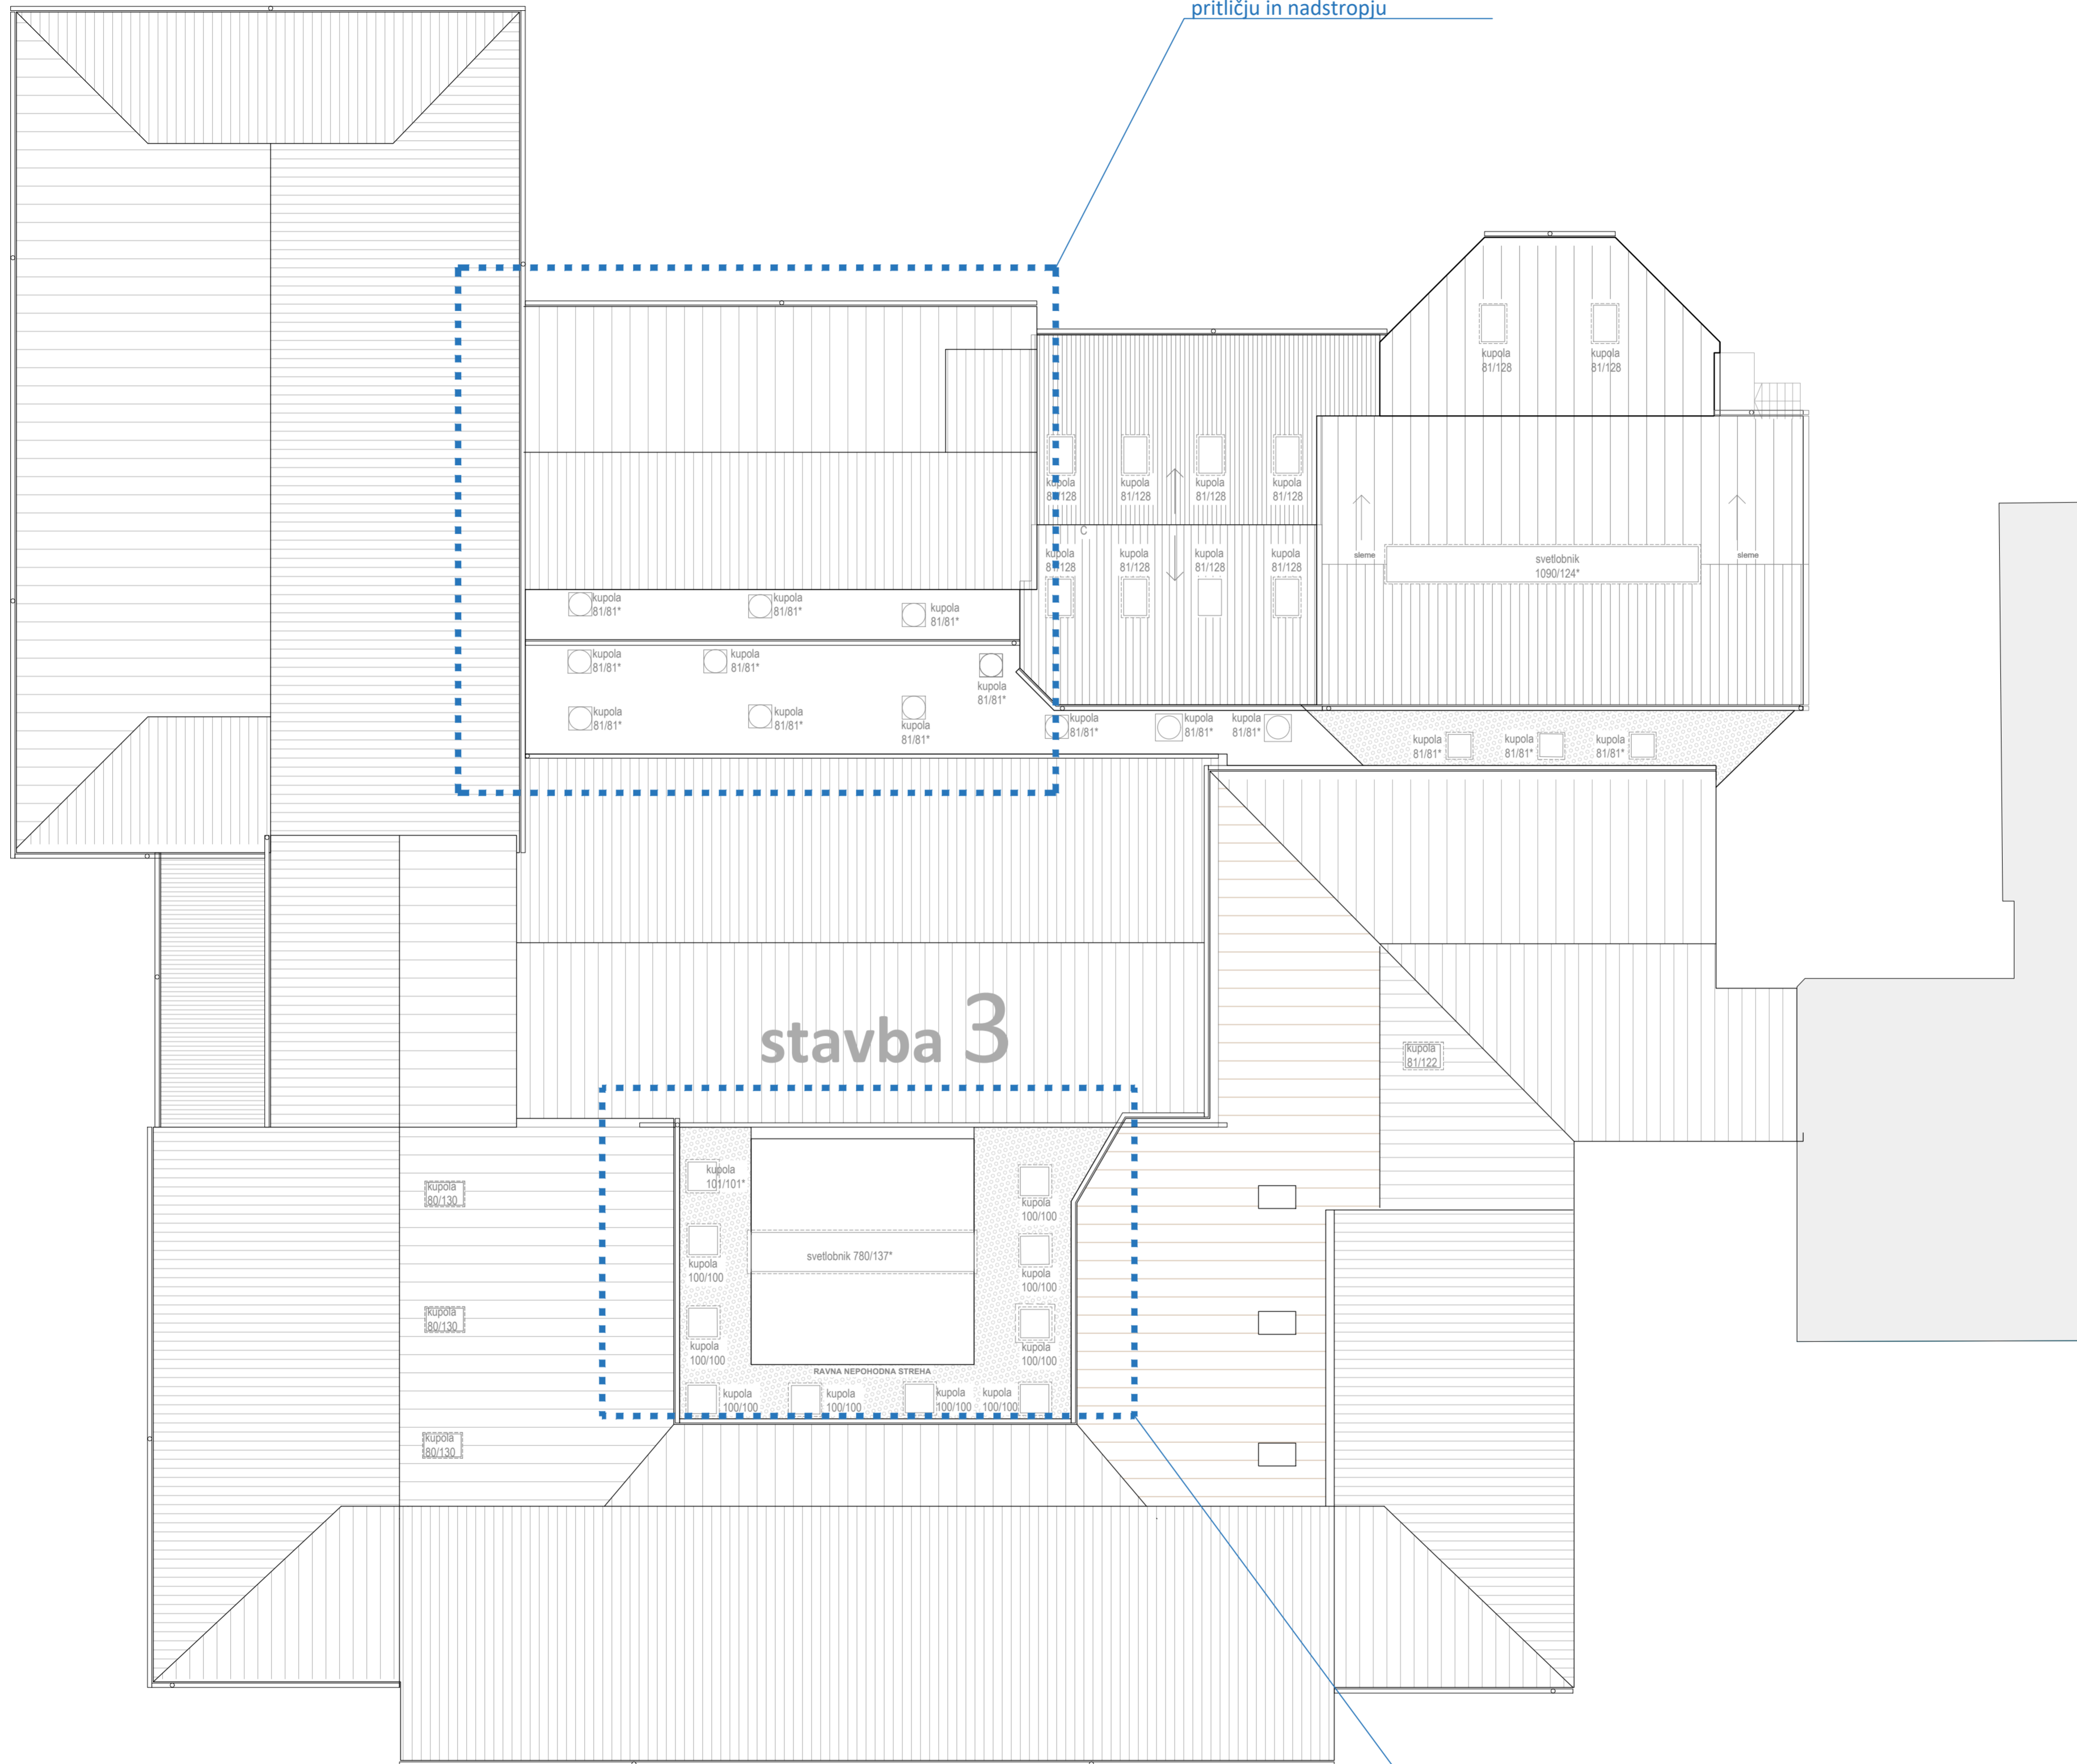 pritličju in nadstropju
kupola
81/128
kupola
81/128
kupola
81/128
kupola
81/128
kupola
81/128
kupola
81/128
C
kupola
81/128
kupola
81/128
kupola
81/128
kupola
81/128
sleme
svetlobnik
1090/124*
sleme
kupola
81/81*
kupola
81/81*
kupola
81/81*
kupola
81/81*
kupola
81/81*
kupola
81/81*
kupola
81/81*
kupola
81/81*
kupola
81/81*
kupola
81/81*
kupola
81/81*
kupola
81/81*
kupola
81/81*
kupola
81/81*
kupola
81/81*
stavba 3
kupola
81/122
kupola
101/101*
kupola
80/130
kupola
100/100
svetlobnik 780/137*
kupola
100/100
kupola
100/100
kupola
80/130
kupola
100/100
kupola
100/100
RAVNA NEPOHODNA STREHA
kupola
100/100
kupola
100/100
kupola
100/100
kupola
100/100
kupola
80/130